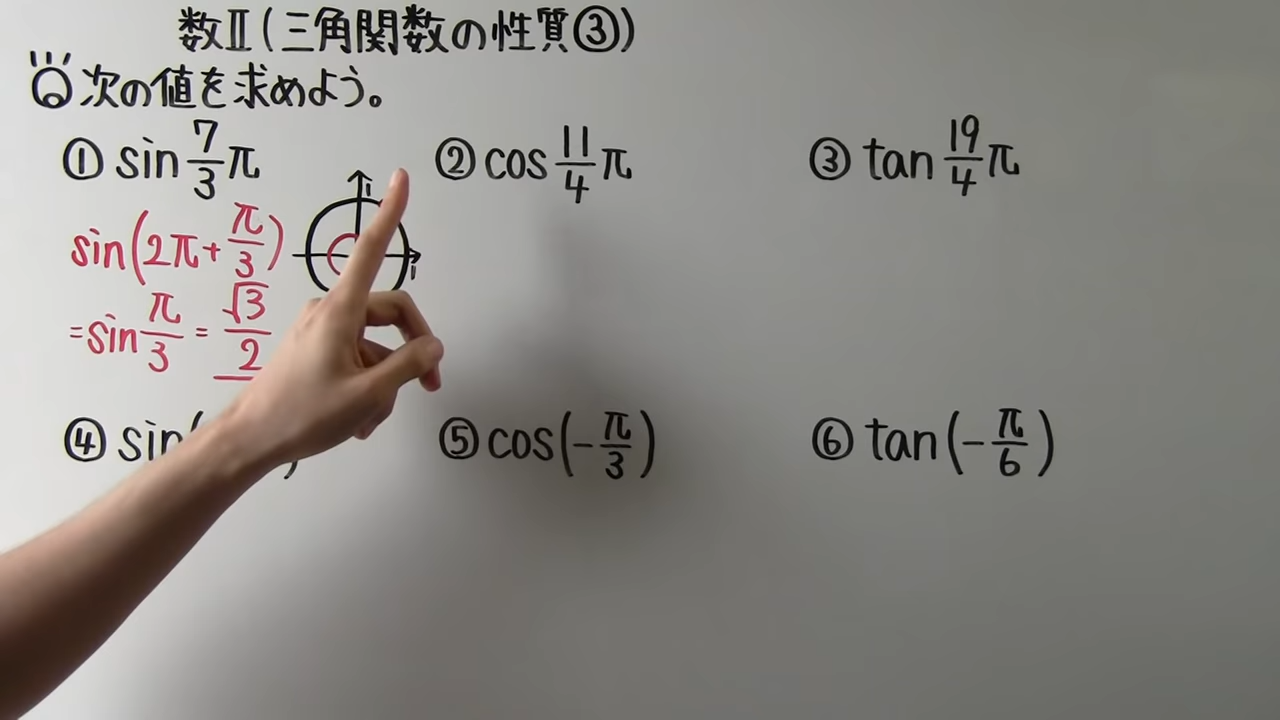 数Ⅱ(三角関数の性質③)
次の値を求めよう。
① sin 7/3 π
② cos 11/4 π
③ tan 19/4 π
sin(2π+π/3)
=sin π/3 = √3/2
1
1
④ sin(
⑤ cos(-π/3)
⑥ tan(-π/6)